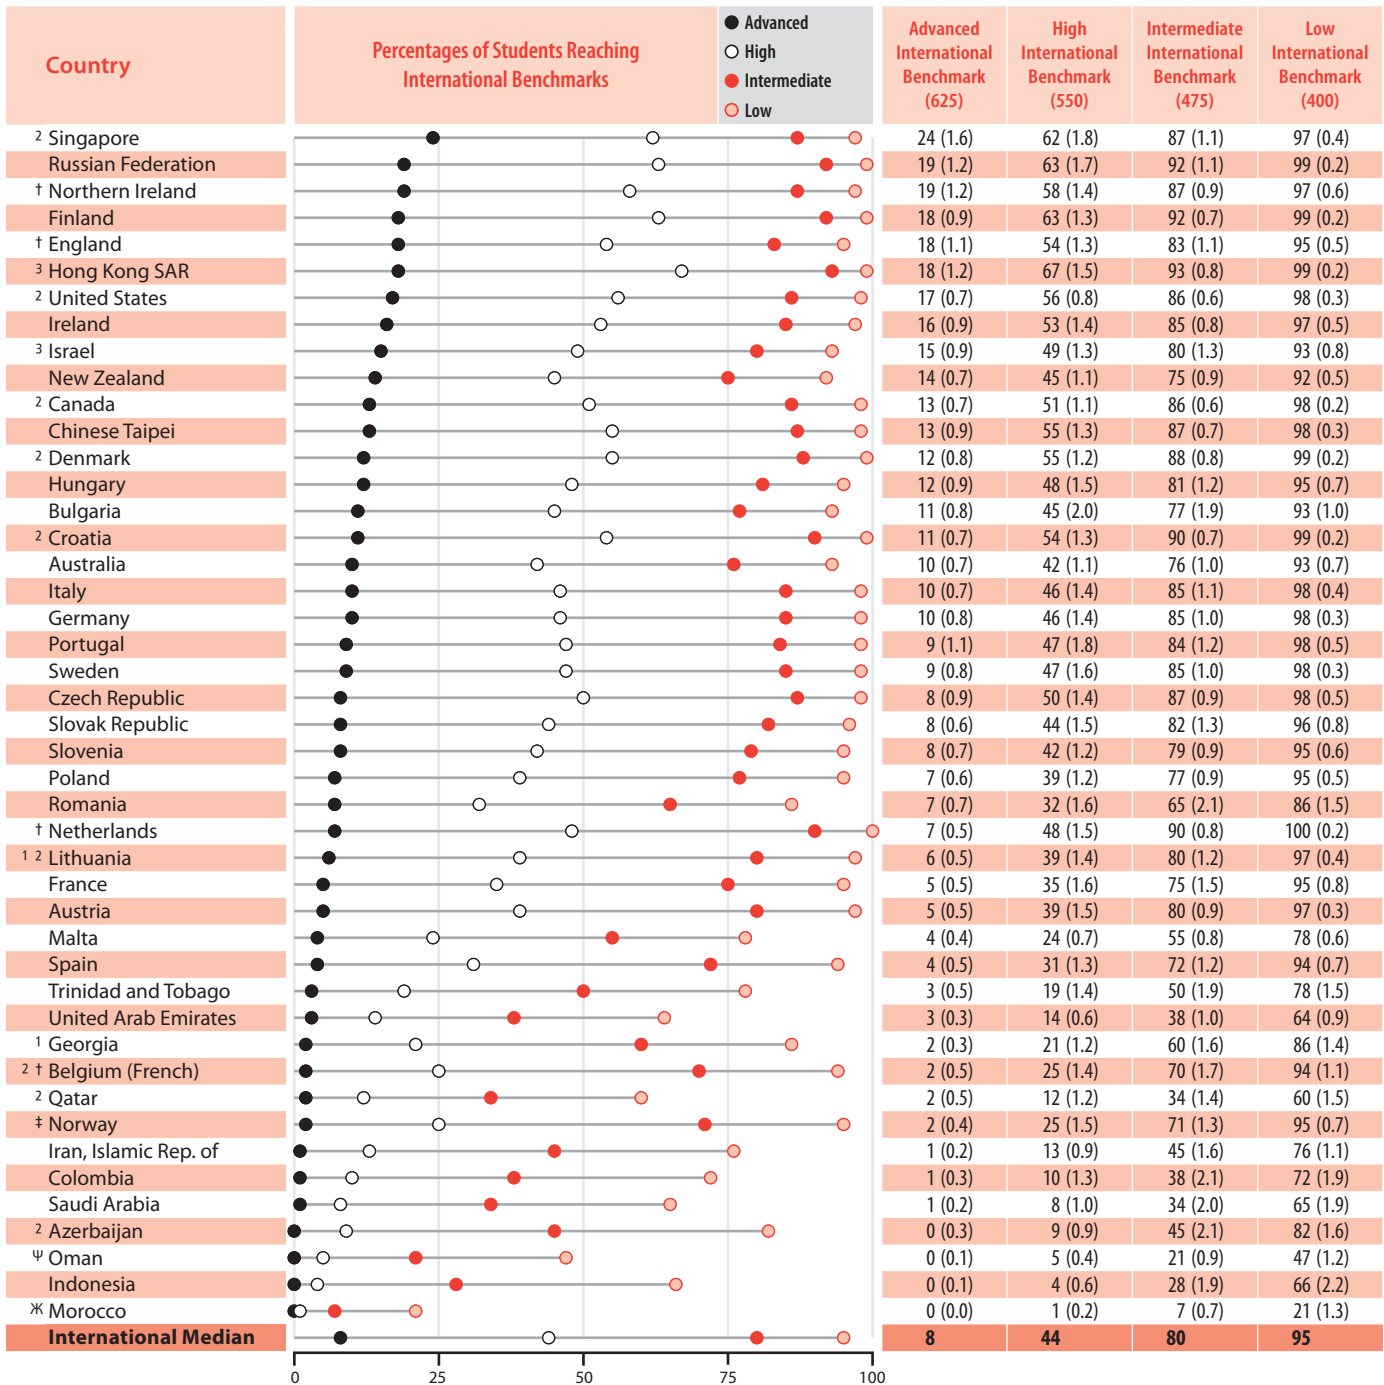 Country
Percentages of Students Reaching
International Benchmarks
Advanced
High
Intermediate
Low
Advanced International Benchmark (625)
High International Benchmark (550)
Intermediate International Benchmark (475)
Low International Benchmark (400)
2 Singapore 24 (1.6) 62 (1.8) 87 (1.1) 97 (0.4)
Russian Federation 19 (1.2) 63 (1.7) 92 (1.1) 99 (0.2)
† Northern Ireland 19 (1.2) 58 (1.4) 87 (0.9) 97 (0.6)
Finland 18 (0.9) 63 (1.3) 92 (0.7) 99 (0.2)
† England 18 (1.1) 54 (1.3) 83 (1.1) 95 (0.5)
3 Hong Kong SAR 18 (1.2) 67 (1.5) 93 (0.8) 99 (0.2)
2 United States 17 (0.7) 56 (0.8) 86 (0.6) 98 (0.3)
Ireland 16 (0.9) 53 (1.4) 85 (0.8) 97 (0.5)
3 Israel 15 (0.9) 49 (1.3) 80 (1.3) 93 (0.8)
New Zealand 14 (0.7) 45 (1.1) 75 (0.9) 92 (0.5)
2 Canada 13 (0.7) 51 (1.1) 86 (0.6) 98 (0.2)
Chinese Taipei 13 (0.9) 55 (1.3) 87 (0.7) 98 (0.3)
2 Denmark 12 (0.8) 55 (1.2) 88 (0.8) 99 (0.2)
Hungary 12 (0.9) 48 (1.5) 81 (1.2) 95 (0.7)
Bulgaria 11 (0.8) 45 (2.0) 77 (1.9) 93 (1.0)
2 Croatia 11 (0.7) 54 (1.3) 90 (0.7) 99 (0.2)
Australia 10 (0.7) 42 (1.1) 76 (1.0) 93 (0.7)
Italy 10 (0.7) 46 (1.4) 85 (1.1) 98 (0.4)
Germany 10 (0.8) 46 (1.4) 85 (1.0) 98 (0.3)
Portugal 9 (1.1) 47 (1.8) 84 (1.2) 98 (0.5)
Sweden 9 (0.8) 47 (1.6) 85 (1.0) 98 (0.3)
Czech Republic 8 (0.9) 50 (1.4) 87 (0.9) 98 (0.5)
Slovak Republic 8 (0.6) 44 (1.5) 82 (1.3) 96 (0.8)
Slovenia 8 (0.7) 42 (1.2) 79 (0.9) 95 (0.6)
Poland 7 (0.6) 39 (1.2) 77 (0.9) 95 (0.5)
Romania 7 (0.7) 32 (1.6) 65 (2.1) 86 (1.5)
† Netherlands 7 (0.5) 48 (1.5) 90 (0.8) 100 (0.2)
1 2 Lithuania 6 (0.5) 39 (1.4) 80 (1.2) 97 (0.4)
France 5 (0.5) 35 (1.6) 75 (1.5) 95 (0.8)
Austria 5 (0.5) 39 (1.5) 80 (0.9) 97 (0.3)
Malta 4 (0.4) 24 (0.7) 55 (0.8) 78 (0.6)
Spain 4 (0.5) 31 (1.3) 72 (1.2) 94 (0.7)
Trinidad and Tobago 3 (0.5) 19 (1.4) 50 (1.9) 78 (1.5)
United Arab Emirates 3 (0.3) 14 (0.6) 38 (1.0) 64 (0.9)
1 Georgia 2 (0.3) 21 (1.2) 60 (1.6) 86 (1.4)
2 † Belgium (French) 2 (0.5) 25 (1.4) 70 (1.7) 94 (1.1)
2 Qatar 2 (0.5) 12 (1.2) 34 (1.4) 60 (1.5)
‡ Norway 2 (0.4) 25 (1.5) 71 (1.3) 95 (0.7)
Iran, Islamic Rep. of 1 (0.2) 13 (0.9) 45 (1.6) 76 (1.1)
Colombia 1 (0.3) 10 (1.3) 38 (2.1) 72 (1.9)
Saudi Arabia 1 (0.2) 8 (1.0) 34 (2.0) 65 (1.9)
2 Azerbaijan 0 (0.3) 9 (0.9) 45 (2.1) 82 (1.6)
Ψ Oman 0 (0.1) 5 (0.4) 21 (0.9) 47 (1.2)
Indonesia 0 (0.1) 4 (0.6) 28 (1.9) 66 (2.2)
Ж Morocco 0 (0.0) 1 (0.2) 7 (0.7) 21 (1.3)
International Median 8 44 80 95
0 25 50 75 100